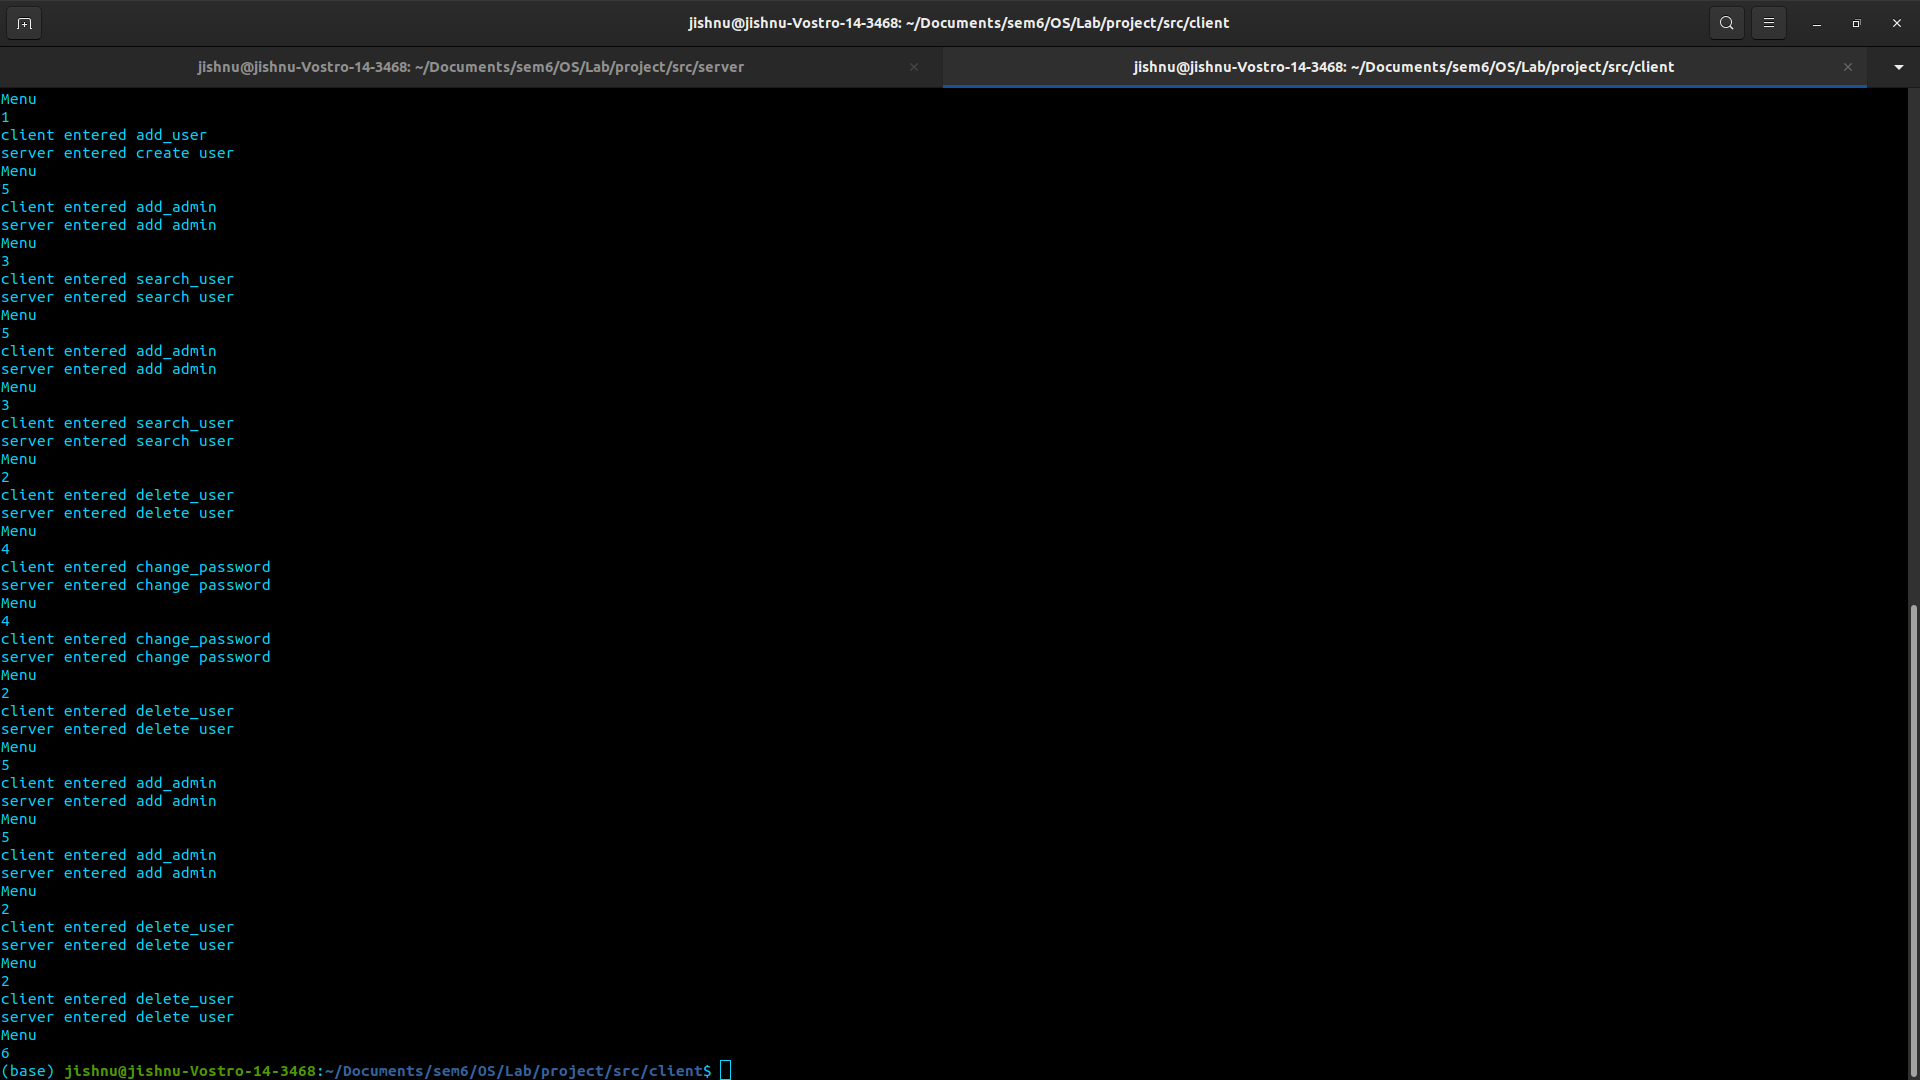 jishnu@jishnu-Vostro-14-3468: ~/Documents/sem6/OS/Lab/project/src/client
jishnu@jishnu-Vostro-14-3468: ~/Documents/sem6/OS/Lab/project/src/server
jishnu@jishnu-Vostro-14-3468: ~/Documents/sem6/OS/Lab/project/src/client
Menu
1
client entered add_user
server entered create user
Menu
5
client entered add_admin
server entered add admin
Menu
3
client entered search_user
server entered search user
Menu
5
client entered add_admin
server entered add admin
Menu
3
client entered search_user
server entered search user
Menu
2
client entered delete_user
server entered delete user
Menu
4
client entered change_password
server entered change password
Menu
4
client entered change_password
server entered change password
Menu
2
client entered delete_user
server entered delete user
Menu
5
client entered add_admin
server entered add admin
Menu
5
client entered add_admin
server entered add admin
Menu
2
client entered delete_user
server entered delete user
Menu
2
client entered delete_user
server entered delete user
Menu
6
(base) jishnu@jishnu-Vostro-14-3468:~/Documents/sem6/OS/Lab/project/src/client$